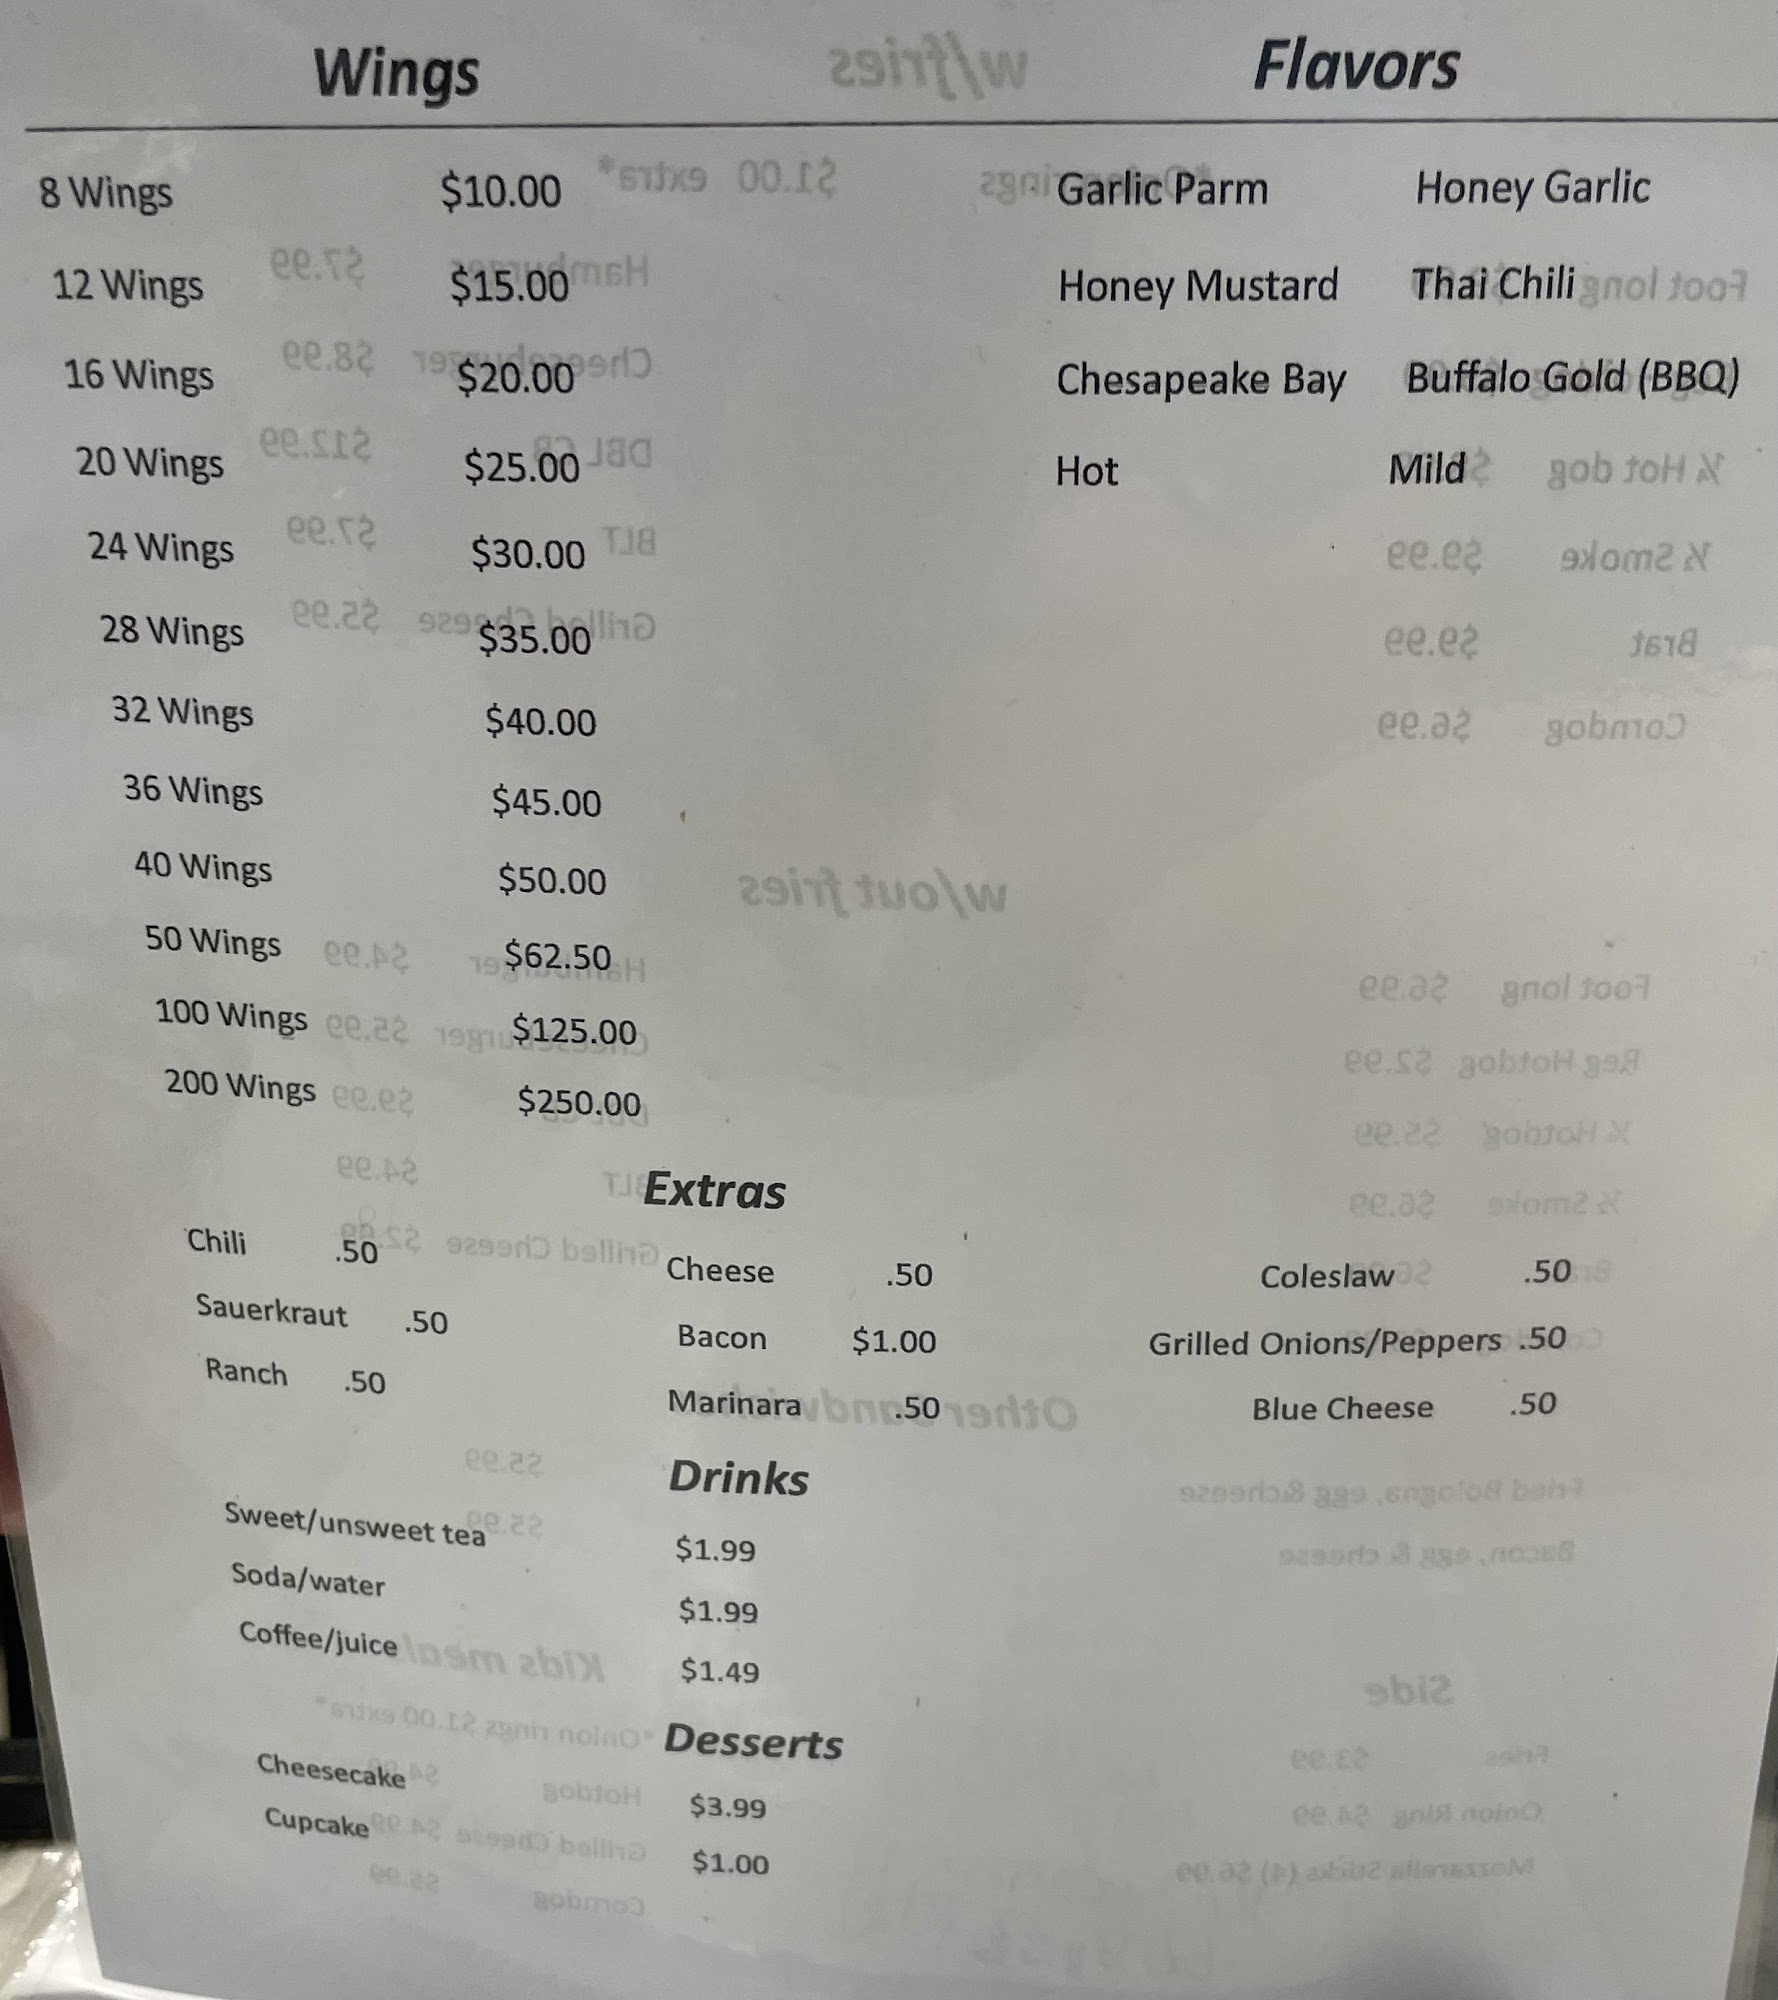 Wings Flavors
8 Wings $10.00 Garlic Parm Honey Garlic
12 Wings $15.00 Honey Mustard Thai Chili
16 Wings $20.00 Chesapeake Bay Buffalo Gold (BBQ)
20 Wings $25.00 Hot Mild
24 Wings $30.00
28 Wings $35.00
32 Wings $40.00
36 Wings $45.00
40 Wings $50.00
50 Wings $62.50
100 Wings $125.00
200 Wings $250.00
Extras
Chili .50 Cheese .50 Coleslaw .50
Sauerkraut .50 Bacon $1.00 Grilled Onions/Peppers .50
Ranch .50 Marinara .50 Blue Cheese .50
Drinks
Sweet/unsweet tea $1.99
Soda/water $1.99
Coffee/juice $1.49
Desserts
Cheesecake $3.99
Cupcake $1.00